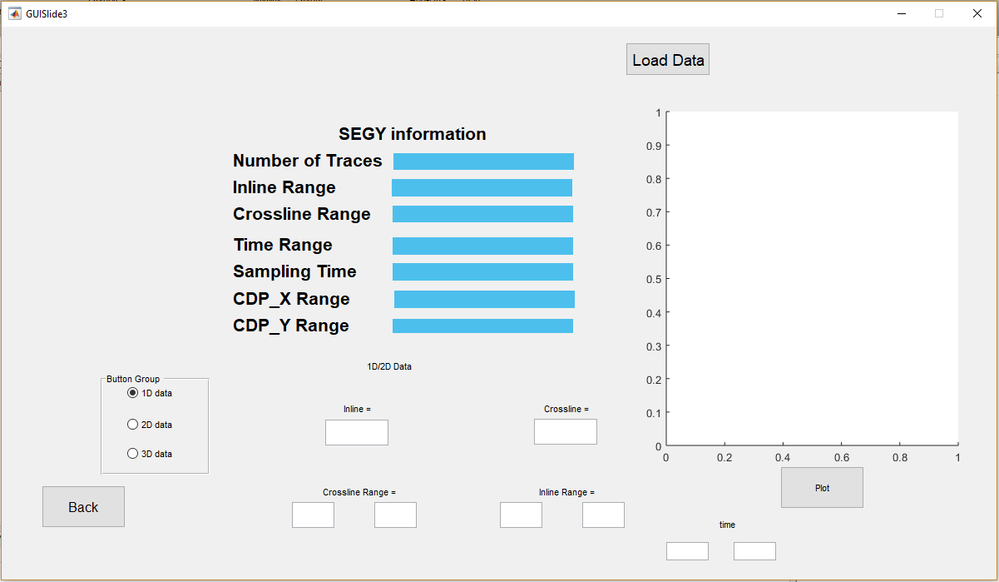 GUISlide3
Load Data
SEGY information
Number of Traces
Inline Range
Crossline Range
Time Range
Sampling Time
CDP_X Range
CDP_Y Range
1
0.9
0.8
0.7
0.6
0.5
0.4
0.3
0.2
0.1
0
0 0.2 0.4 0.6 0.8 1
1D/2D Data
Button Group
1D data
2D data
3D data
Inline =
Crossline =
Crossline Range =
Inline Range =
Back
Plot
time